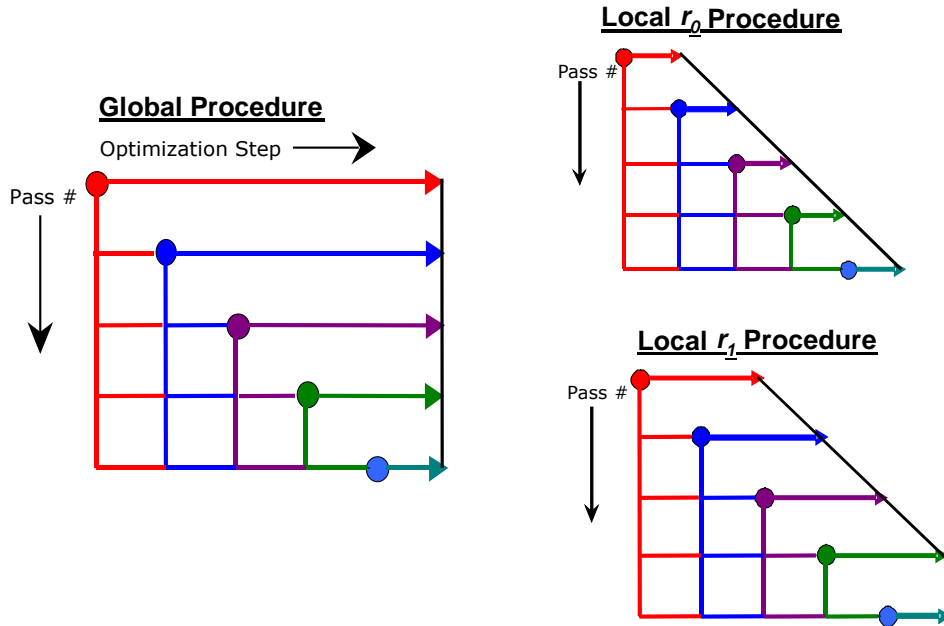 Global Procedure
Optimization Step
Pass #
Local r0 Procedure
Pass #
Local r1 Procedure
Pass #